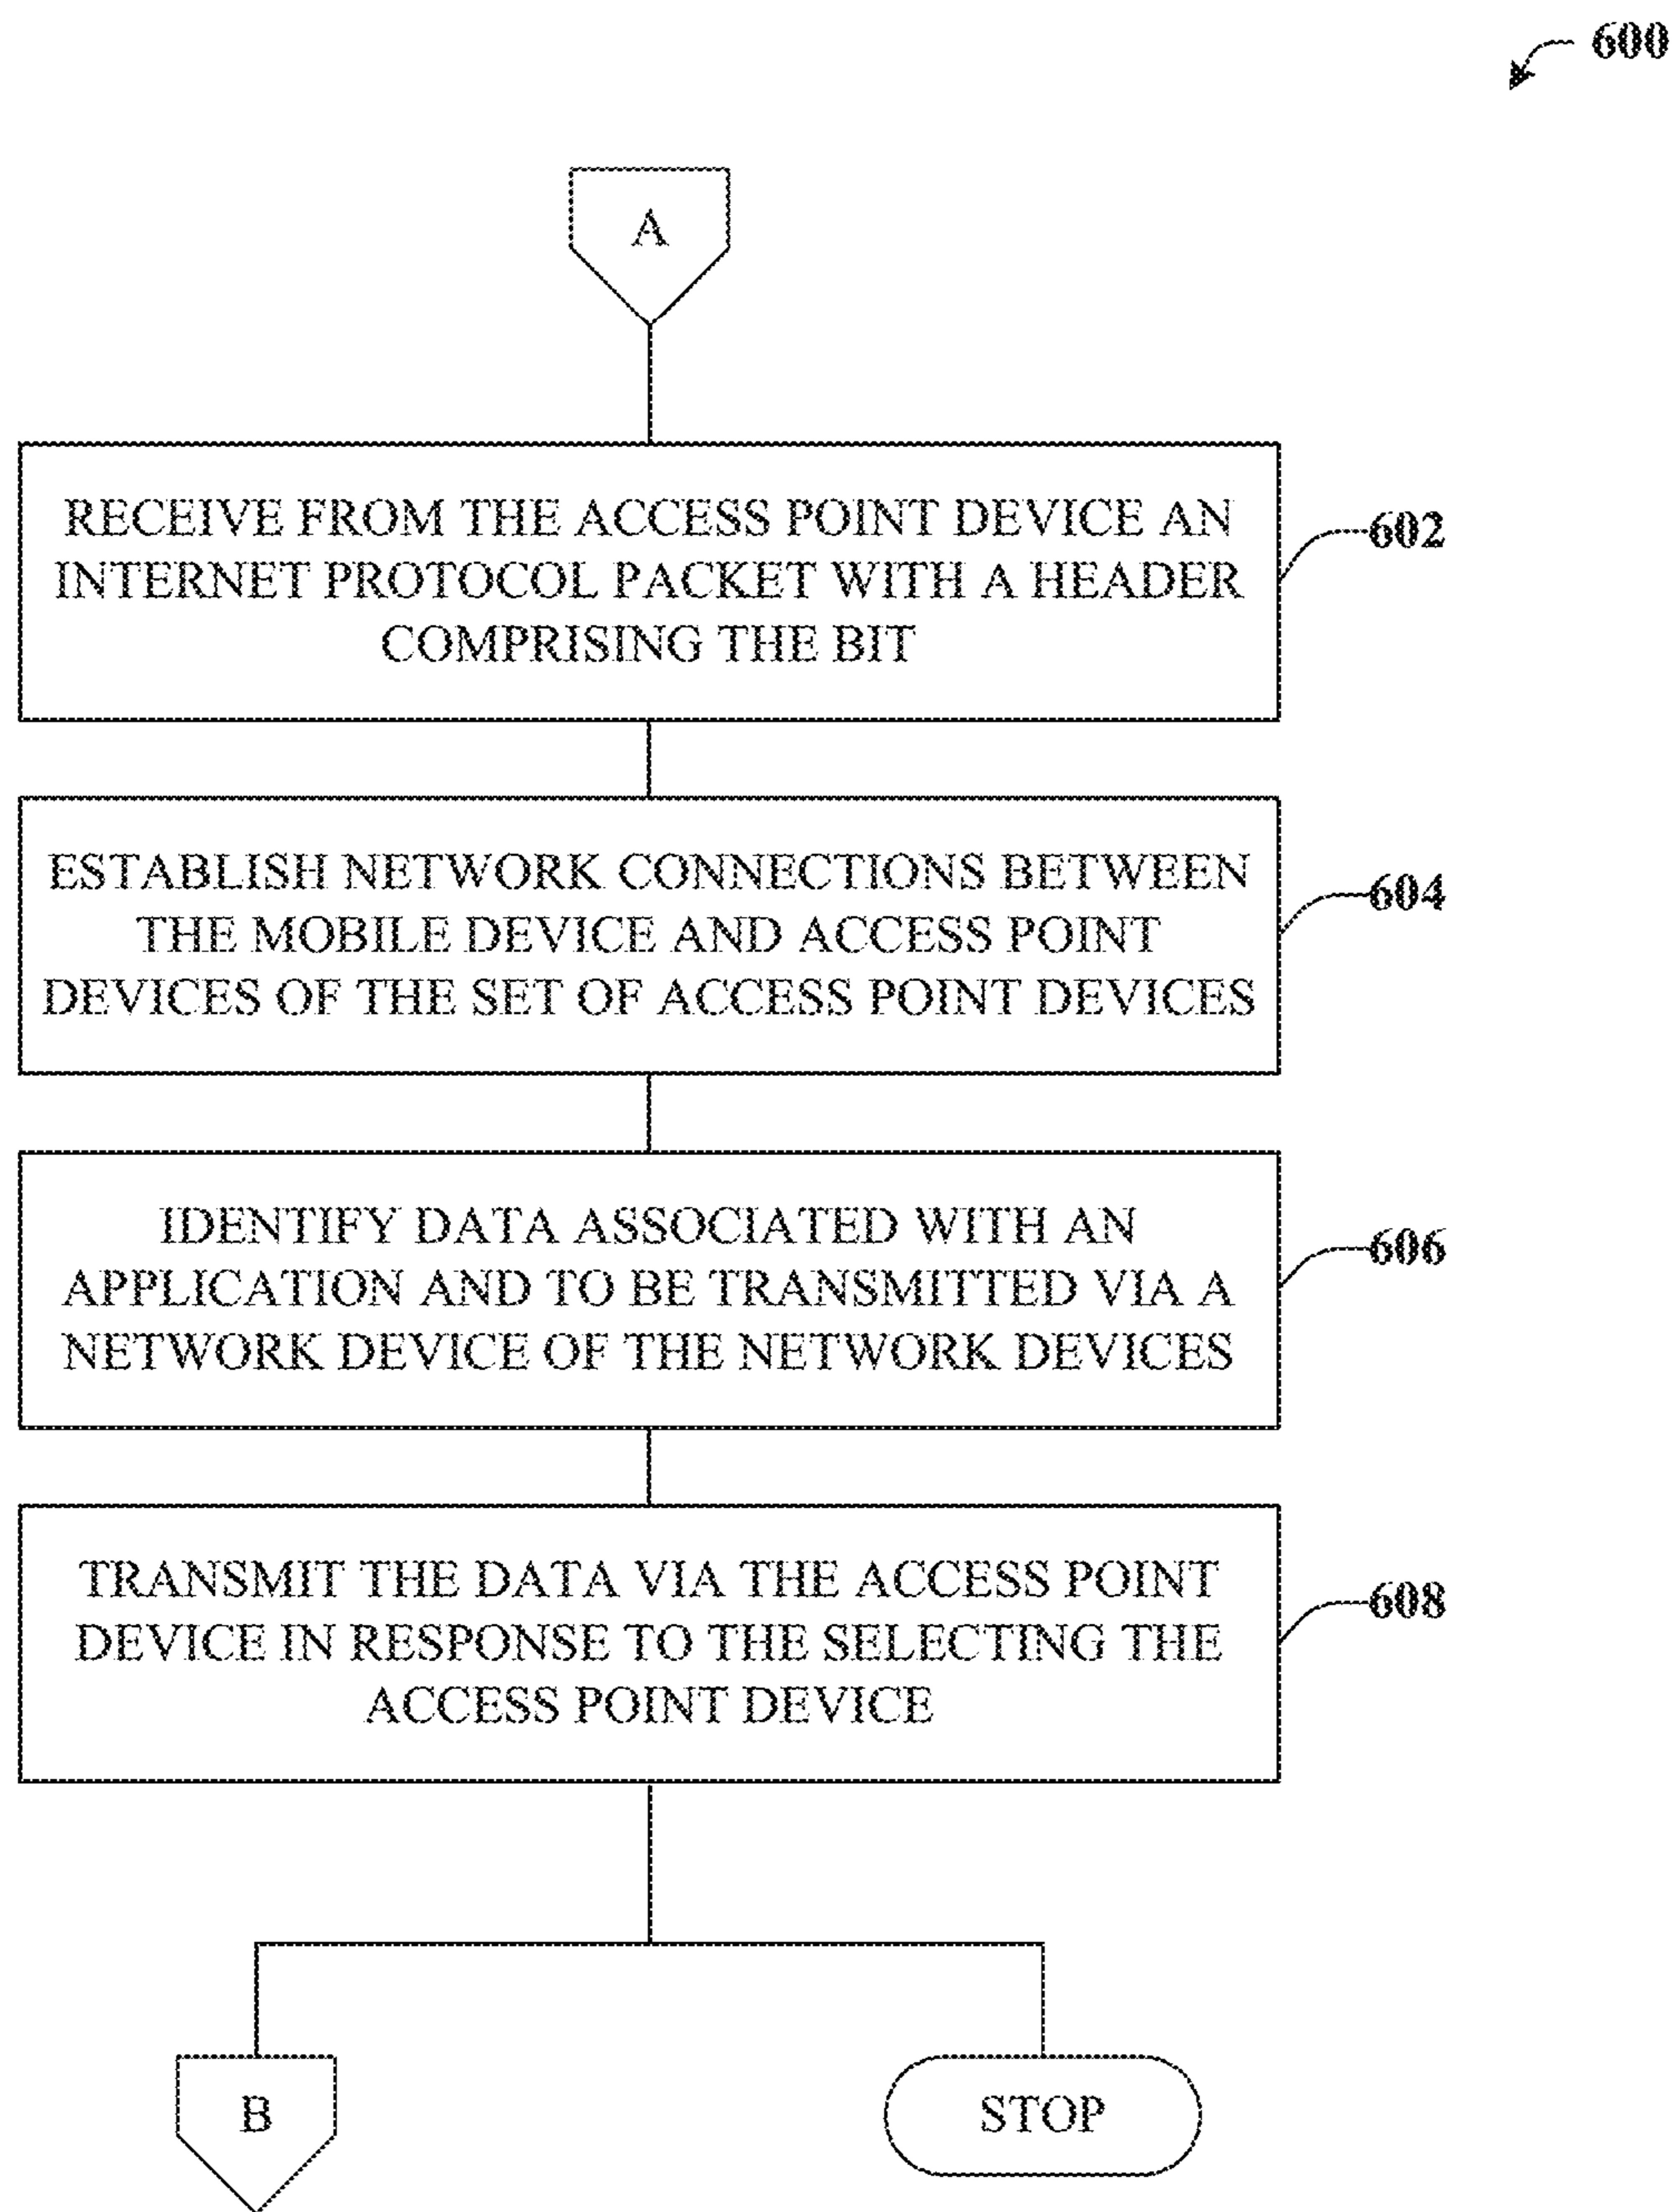 600
A
RECEIVE FROM THE ACCESS POINT DEVICE AN
INTERNET PROTOCOL PACKET WITH A HEADER
COMPRISING THE BIT
602
ESTABLISH NETWORK CONNECTIONS BETWEEN
THE MOBILE DEVICE AND ACCESS POINT
DEVICES OF THE SET OF ACCESS POINT DEVICES
604
IDENTIFY DATA ASSOCIATED WITH AN
APPLICATION AND TO BE TRANSMITTED VIA A
NETWORK DEVICE OF THE NETWORK DEVICES
606
TRANSMIT THE DATA VIA THE ACCESS POINT
DEVICE IN RESPONSE TO THE SELECTING THE
ACCESS POINT DEVICE
608
B
STOP